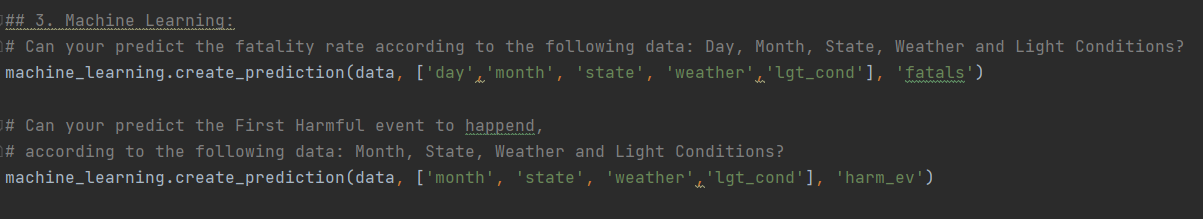 ## 3. Machine Learning:
# Can your predict the fatality rate according to the following data: Day, Month, State, Weather and Light Conditions?
machine_learning.create_prediction(data, ['day','month', 'state', 'weather','lgt_cond'], 'fatals')
# Can your predict the First Harmful event to happend,
# according to the following data: Month, State, Weather and Light Conditions?
machine_learning.create_prediction(data, ['month', 'state', 'weather','lgt_cond'], 'harm_ev')